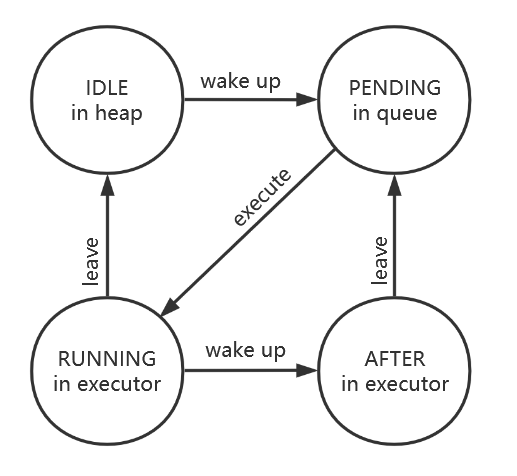 IDLE
in heap
wake up
PENDING
in queue
execute
leave
leave
RUNNING
in executor
wake up
AFTER
in executor